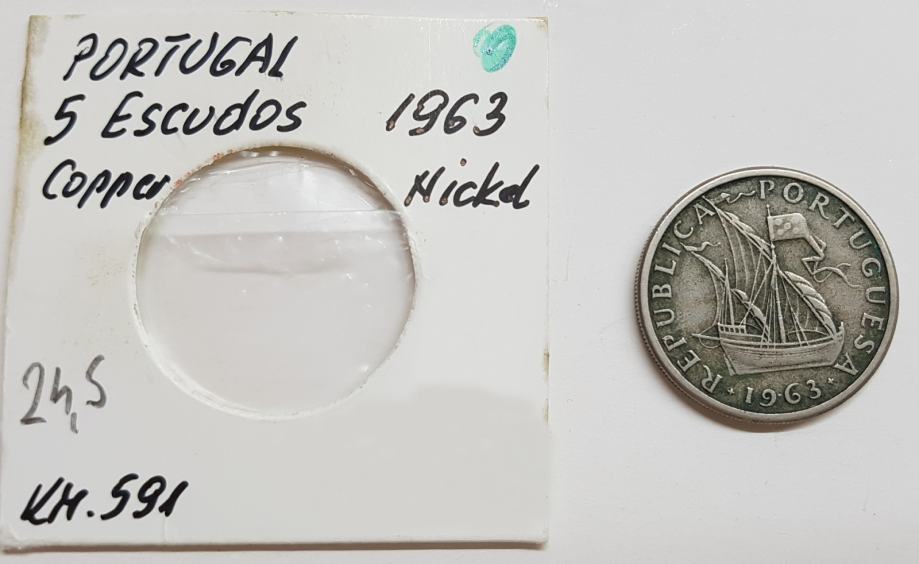 PORTUGAL
5 Escudos 1963
Copper Nickel
24,5
KM.591
REPUBLICA PORTUGUESA
1963